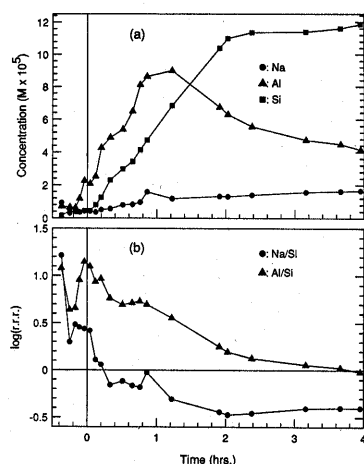 12
10
8
6
4
2
0
Concentration (M x 10⁵)
(a)
●: Na
▲: Al
■: Si
1.5
1.0
0.5
0
-0.5
log(r.r.r.)
(b)
●: Na/Si
▲: Al/Si
0 1 2 3 4
Time (hrs.)